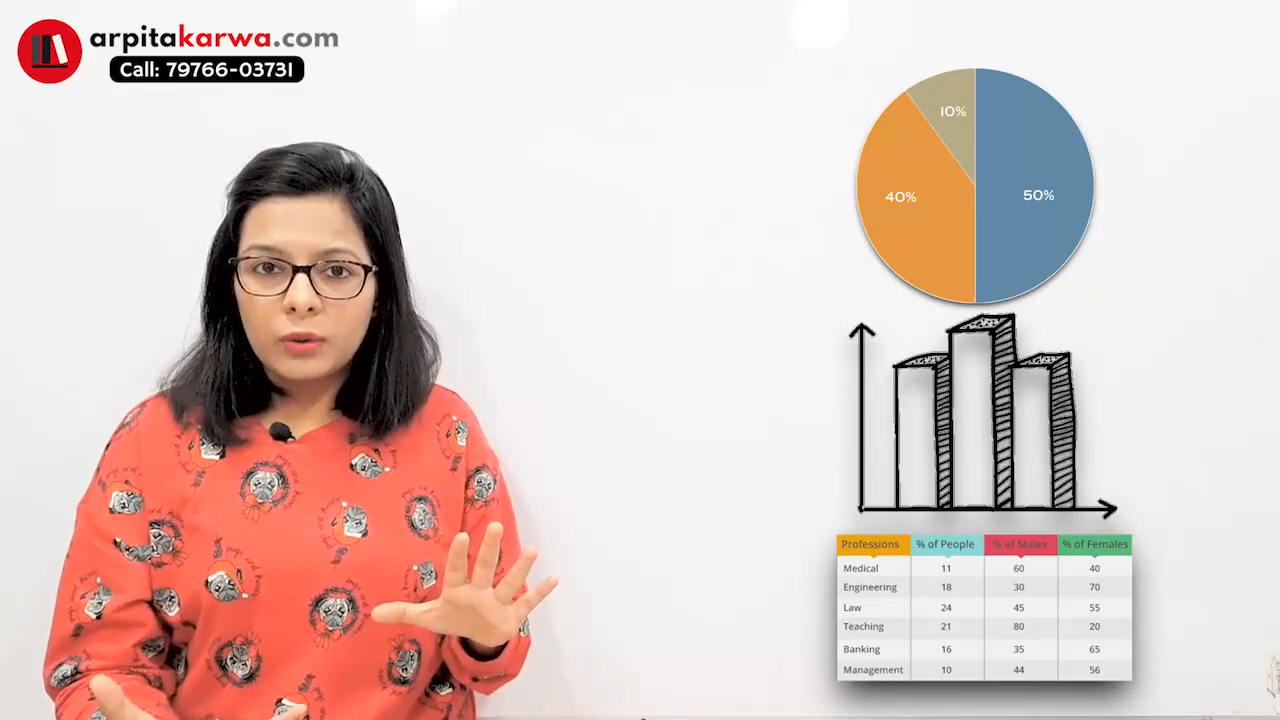 arpitakarwa.com
Call: 79766-03731
10%
40%
50%
Professions % of People % of Males % of Females
Medical 11 60 40
Engineering 18 30 70
Law 24 45 55
Teaching 21 80 20
Banking 16 35 65
Management 10 44 56